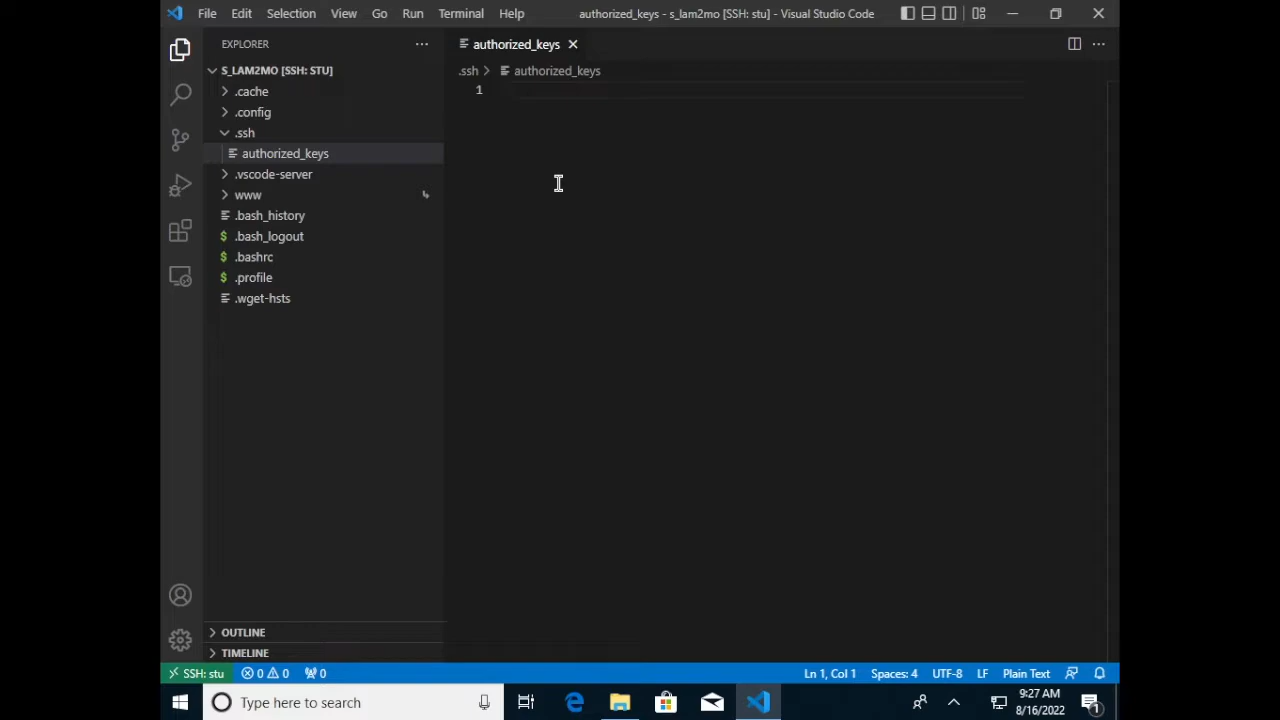 File Edit Selection View Go Run Terminal Help authorized_keys - s_lam2mo [SSH: stu] - Visual Studio Code
EXPLORER
authorized_keys
S_LAM2MO [SSH: STU]
.ssh authorized_keys
.cache
1
.config
.ssh
authorized_keys
.vscode-server
www
.bash_history
$ .bash_logout
$ .bashrc
$ .profile
.wget-hsts
OUTLINE
TIMELINE
SSH: stu 0 0 0 Ln 1, Col 1 Spaces: 4 UTF-8 LF Plain Text
Type here to search
9:27 AM
8/16/2022
1